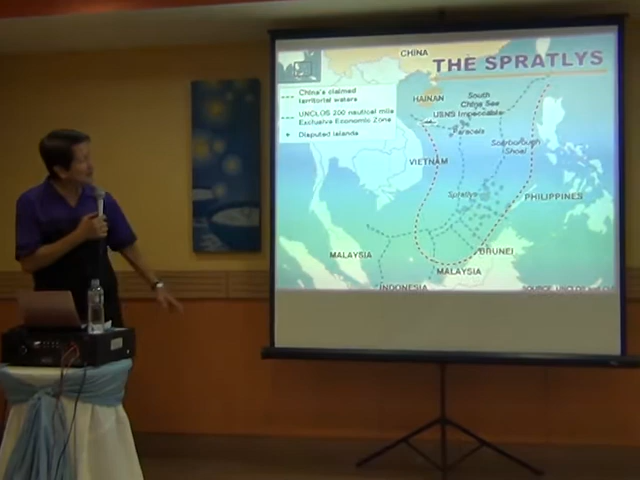 CHINA
THE SPRATLYS
China's claimed
territorial waters
UNCLOS 200 nautical mile
Exclusive Economic Zone
Disputed islands
HAINAN
South
China Sea
USNS Impeccable
Paracels
Scarborough
Shoal
VIETNAM
Spratlys
PHILIPPINES
MALAYSIA
BRUNEI
MALAYSIA
INDONESIA